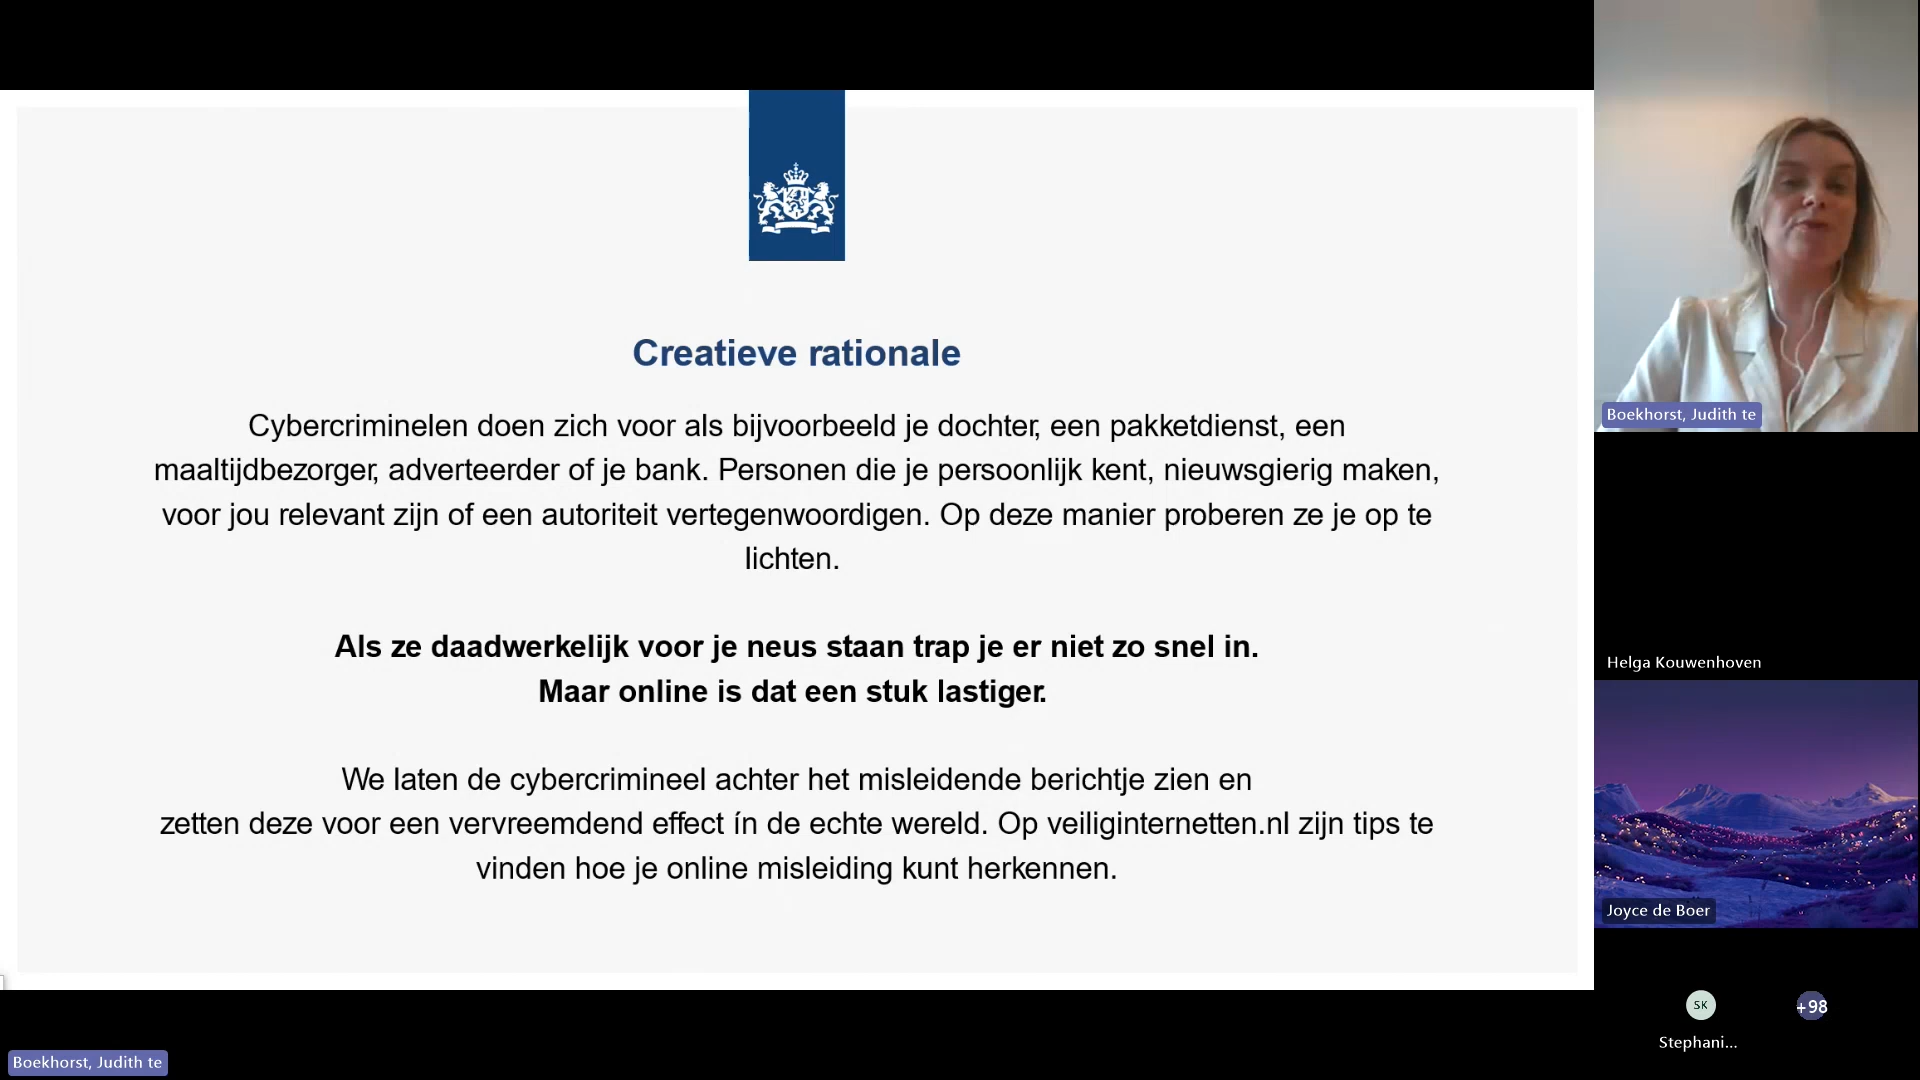 Creatieve rationale
Cybercriminelen doen zich voor als bijvoorbeeld je dochter, een pakketdienst, een
maaltijdbezorger, adverteerder of je bank. Personen die je persoonlijk kent, nieuwsgierig maken,
voor jou relevant zijn of een autoriteit vertegenwoordigen. Op deze manier proberen ze je op te
lichten.
Als ze daadwerkelijk voor je neus staan trap je er niet zo snel in.
Maar online is dat een stuk lastiger.
We laten de cybercrimineel achter het misleidende berichtje zien en
zetten deze voor een vervreemdend effect ín de echte wereld. Op veiliginternetten.nl zijn tips te
vinden hoe je online misleiding kunt herkennen.
Boekhorst, Judith te
Helga Kouwenhoven
Joyce de Boer
SK
+98
Stephani...
Boekhorst, Judith te